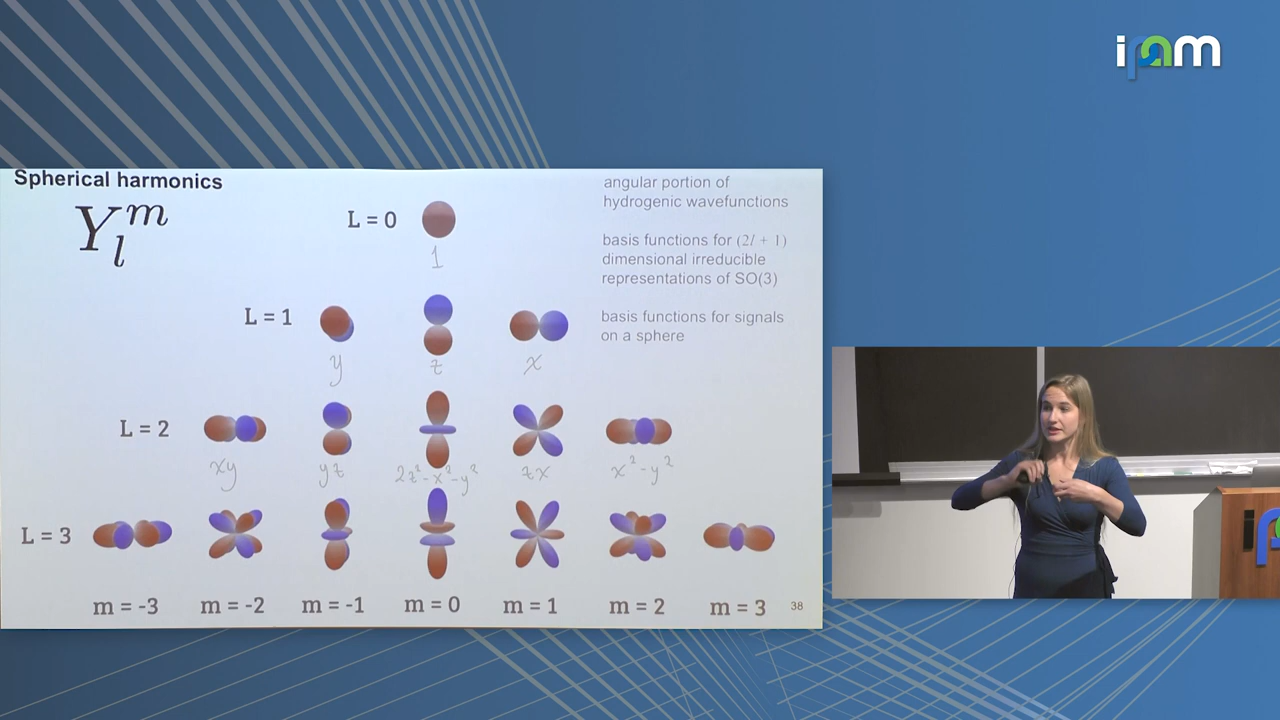 ipam
Spherical harmonics
Y_l^m
angular portion of
hydrogenic wavefunctions
basis functions for (2l + 1)
dimensional irreducible
representations of SO(3)
basis functions for signals
on a sphere
L = 0
1
L = 1
y z x
L = 2
xy yz 2z²-x²-y² zx x²-y²
L = 3
m = -3 m = -2 m = -1 m = 0 m = 1 m = 2 m = 3
38